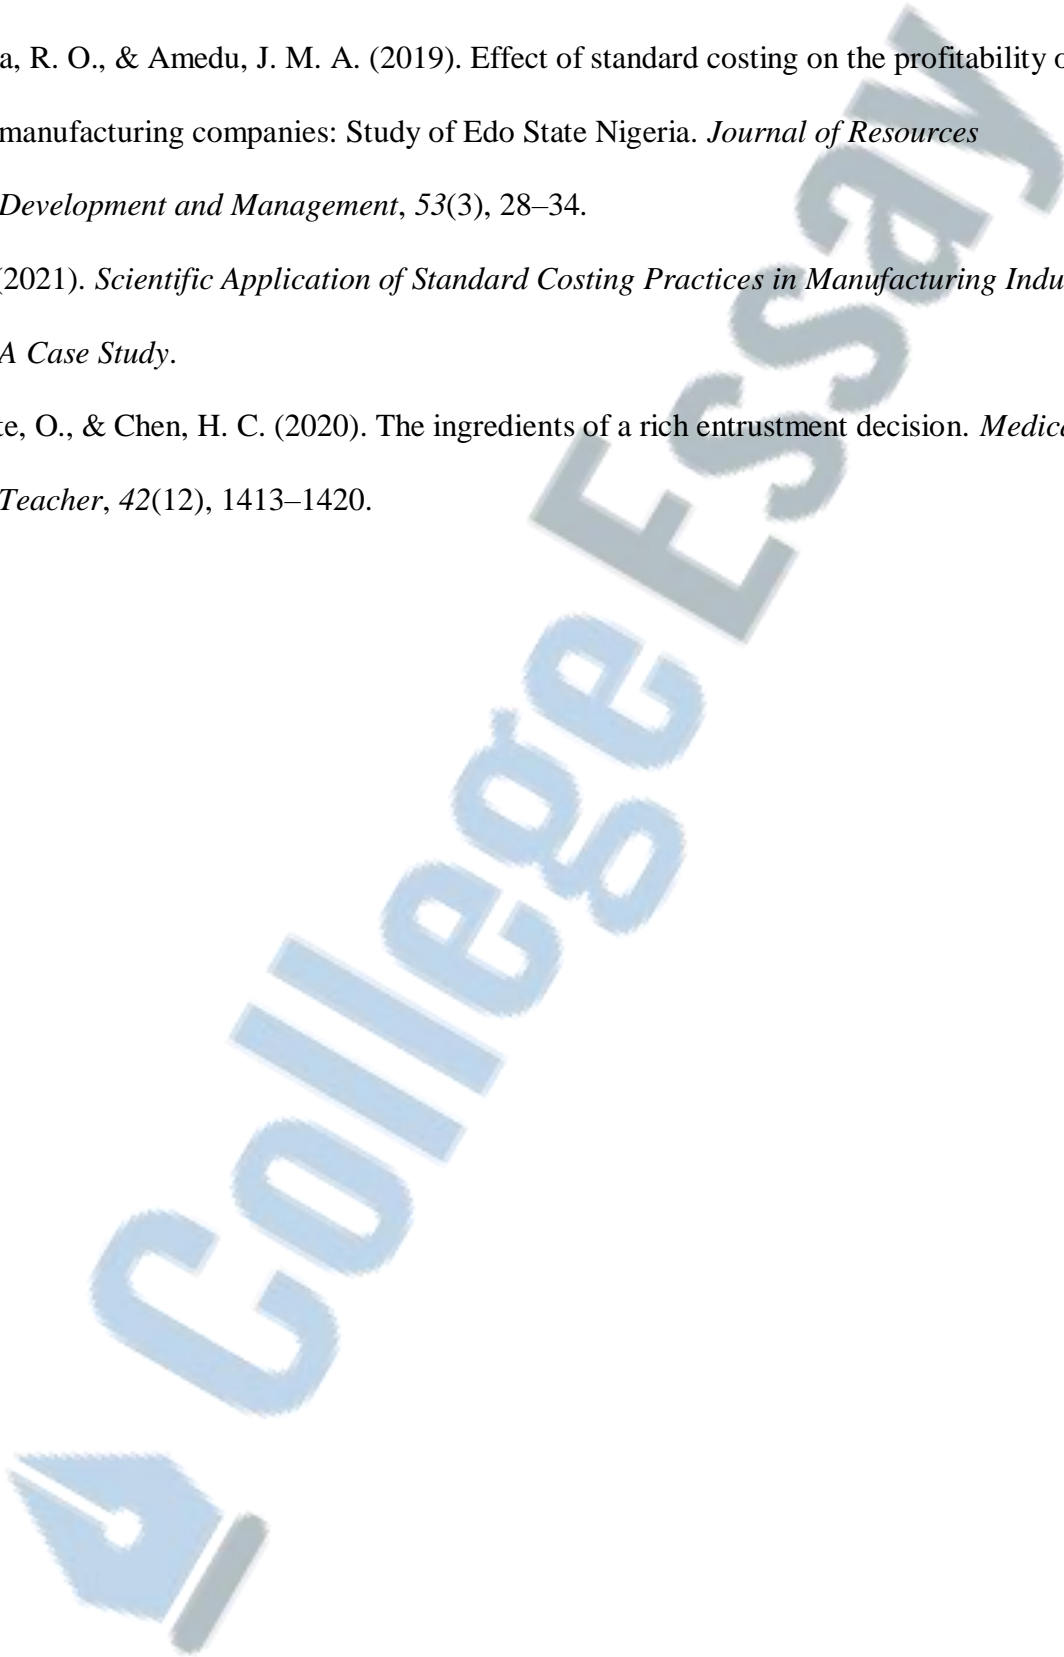 a, R. O., & Amedu, J. M. A. (2019). Effect of standard costing on the profitability o
manufacturing companies: Study of Edo State Nigeria. Journal of Resources
Development and Management, 53(3), 28–34.
(2021). Scientific Application of Standard Costing Practices in Manufacturing Indu
A Case Study.
te, O., & Chen, H. C. (2020). The ingredients of a rich entrustment decision. Medica
Teacher, 42(12), 1413–1420.
College Essay